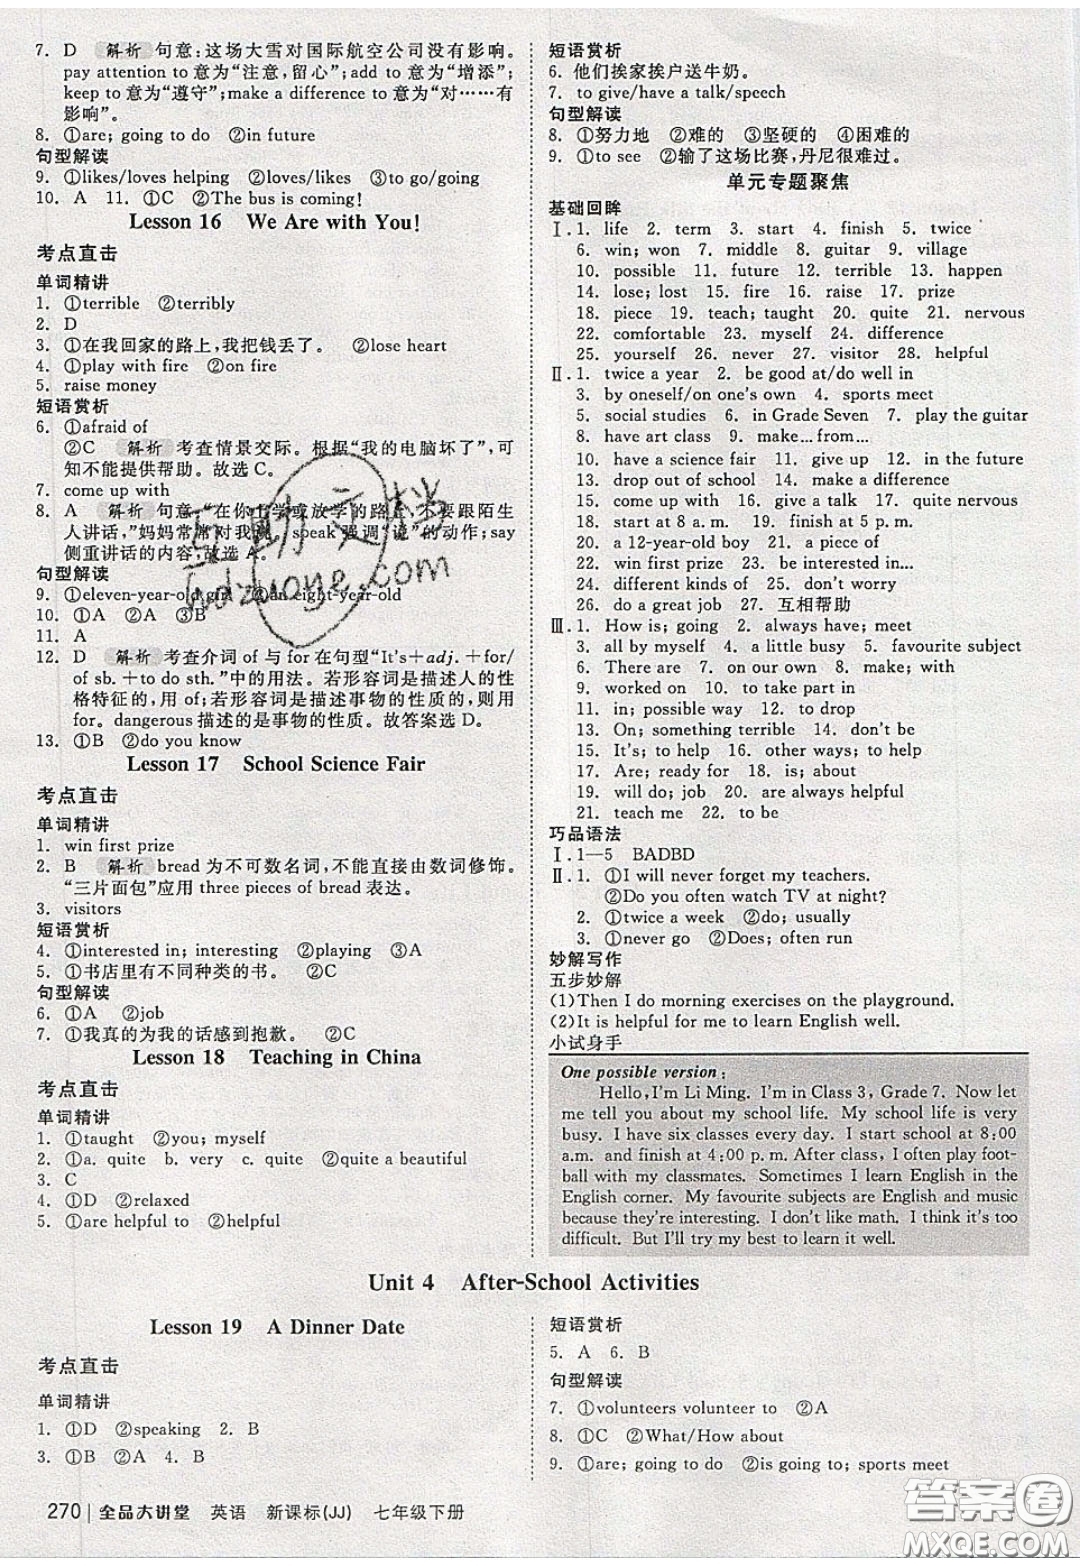 7. D 解析 句意:这场大雪对国际航空公司没有影响。
pay attention to 意为“注意,留心”;add to 意为“增添”;
keep to 意为“遵守”;make a difference to 意为“对……有
影响”。
8. ①are; going to do ②in future
句型解读
9. ①likes/loves helping ②loves/likes ③to go/going
10. A 11. ①C ②The bus is coming!
Lesson 16 We Are with You!
考点直击
单词精讲
1. ①terrible ②terribly
2. D
3. ①在我回家的路上,我把钱丢了。 ②lose heart
4. ①play with fire ②on fire
5. raise money
短语赏析
6. ①afraid of
②C 解析 考查情景交际。根据“我的电脑坏了”,可
知不能提供帮助。故选 C。
7. come up with
8. A 解析 句意:“在你上学或放学的路上,不要跟陌生
人讲话,”妈妈常常对我说。speak 强调“说”的动作;say
侧重讲话的内容,故选 A。
句型解读
9. ①eleven-year-old girl ②an eight-year-old
10. ①A ②A ③B
11. A
12. D 解析 考查介词 of 与 for 在句型“It's+adj. +for/
of sb. +to do sth. ”中的用法。若形容词是描述人的性
格特征的,用 of;若形容词是描述事物的性质的,则用
for。dangerous 描述的是事物的性质。故答案选 D。
13. ①B ②do you know
Lesson 17 School Science Fair
考点直击
单词精讲
1. win first prize
2. B 解析 bread 为不可数名词,不能直接由数词修饰。
“三片面包”应用 three pieces of bread 表达。
3. visitors
短语赏析
4. ①interested in; interesting ②playing ③A
5. ①书店里有不同种类的书。 ②C
句型解读
6. ①A ②job
7. ①我真的为我的话感到抱歉。 ②C
Lesson 18 Teaching in China
考点直击
单词精讲
1. ①taught ②you; myself
2. ①a. quite b. very c. quite ②quite a beautiful
3. C
4. ①D ②relaxed
5. ①are helpful to ②helpful
短语赏析
6. 他们挨家挨户送牛奶。
7. to give/have a talk/speech
句型解读
8. ①努力地 ②难的 ③坚硬的 ④困难的
9. ①to see ②输了这场比赛,丹尼很难过。
单元专题聚焦
基础回眸
Ⅰ. 1. life 2. term 3. start 4. finish 5. twice
6. win; won 7. middle 8. guitar 9. village
10. possible 11. future 12. terrible 13. happen
14. lose; lost 15. fire 16. raise 17. prize
18. piece 19. teach; taught 20. quite 21. nervous
22. comfortable 23. myself 24. difference
25. yourself 26. never 27. visitor 28. helpful
Ⅱ. 1. twice a year 2. be good at/do well in
3. by oneself/on one's own 4. sports meet
5. social studies 6. in Grade Seven 7. play the guitar
8. have art class 9. make…from…
10. have a science fair 11. give up 12. in the future
13. drop out of school 14. make a difference
15. come up with 16. give a talk 17. quite nervous
18. start at 8 a. m. 19. finish at 5 p. m.
20. a 12-year-old boy 21. a piece of
22. win first prize 23. be interested in...
24. different kinds of 25. don't worry
26. do a great job 27. 互相帮助
Ⅲ. 1. How is; going 2. always have; meet
3. all by myself 4. a little busy 5. favourite subject
6. There are 7. on our own 8. make; with
9. worked on 10. to take part in
11. in; possible way 12. to drop
13. On; something terrible 14. don't be
15. It's; to help 16. other ways; to help
17. Are; ready for 18. is; about
19. will do; job 20. are always helpful
21. teach me 22. to be
巧品语法
Ⅰ. 1—5 BADBD
Ⅱ. 1. ①I will never forget my teachers.
②Do you often watch TV at night?
2. ①twice a week ②do; usually
3. ①never go ②Does; often run
妙解写作
五步妙解
(1)Then I do morning exercises on the playground.
(2)It is helpful for me to learn English well.
小试身手
One possible version:
Hello, I'm Li Ming. I'm in Class 3, Grade 7. Now let
me tell you about my school life. My school life is very
busy. I have six classes every day. I start school at 8:00
a.m. and finish at 4:00 p. m. After class, I often play foot-
ball with my classmates. Sometimes I learn English in the
English corner. My favourite subjects are English and music
because they're interesting. I don't like math. I think it's too
difficult. But I'll try my best to learn it well.
Unit 4 After-School Activities
Lesson 19 A Dinner Date
考点直击
单词精讲
1. ①D ②speaking 2. B
3. ①B ②A 4. B
短语赏析
5. A 6. B
句型解读
7. ①volunteers volunteer to ②A
8. ①C ②What/How about
9. ①are; going to do ②is going to; sports meet
270 全品大讲堂 英语 新课标(JJ) 七年级下册
互助文档
hdzuoye.com
答案圈
MXQE.COM